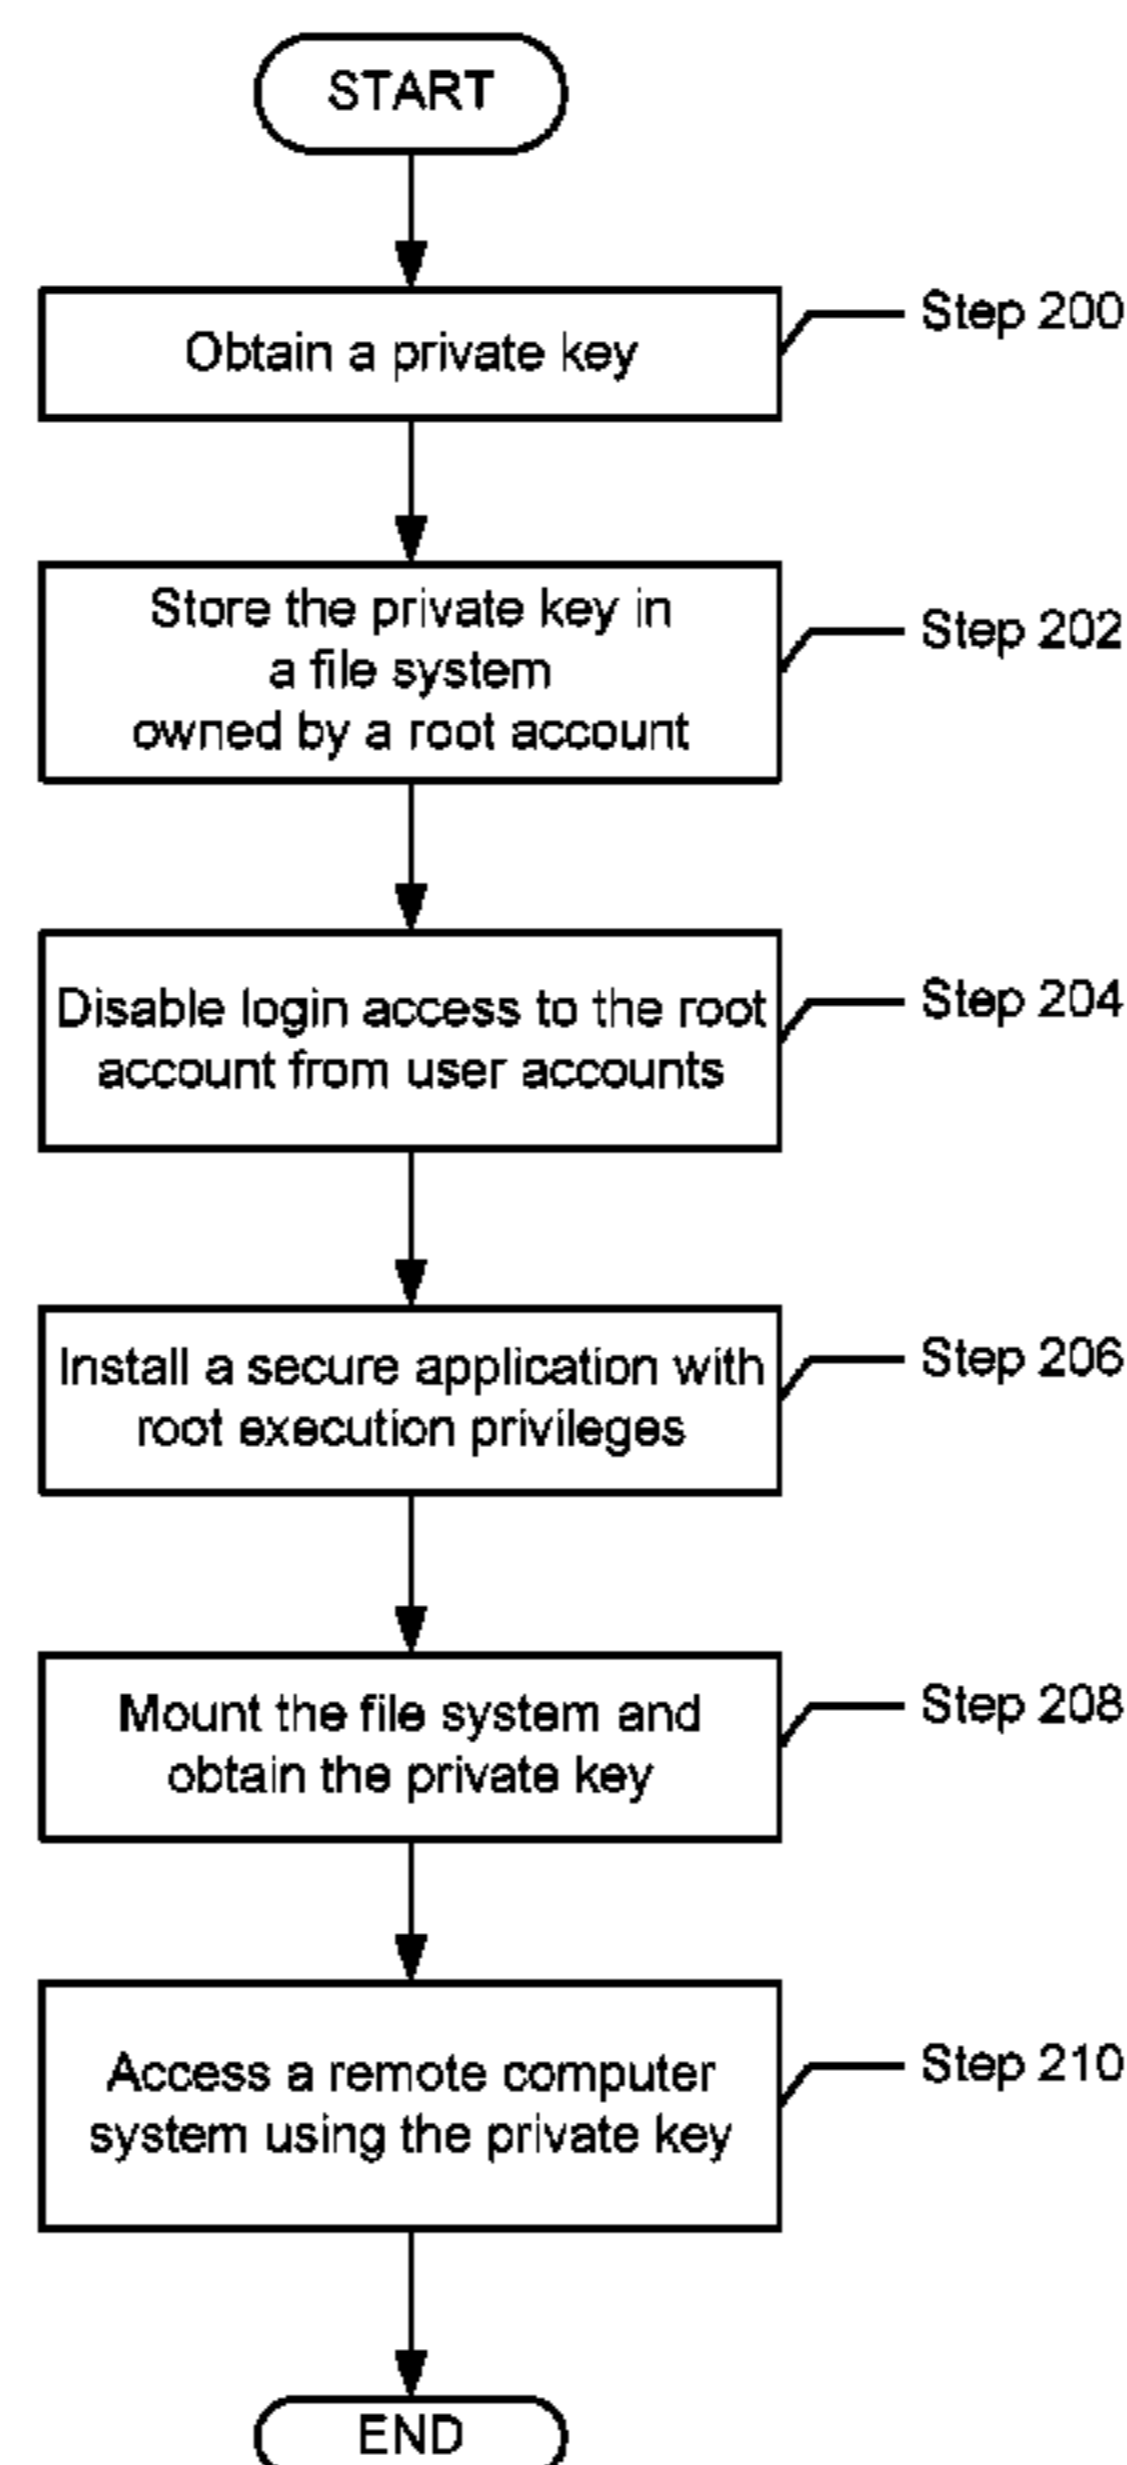 START
Obtain a private key
Step 200
Store the private key in
a file system
owned by a root account
Step 202
Disable login access to the root
account from user accounts
Step 204
Install a secure application with
root execution privileges
Step 206
Mount the file system and
obtain the private key
Step 208
Access a remote computer
system using the private key
Step 210
END